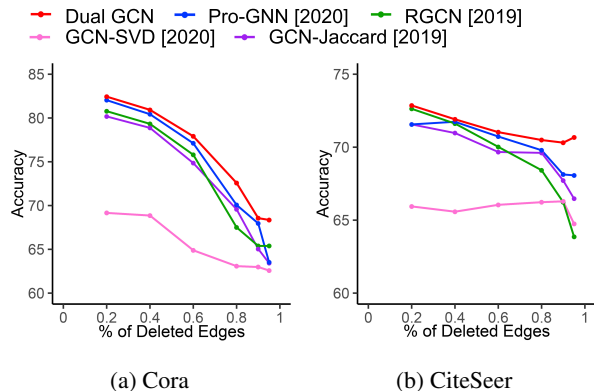 Dual GCN Pro-GNN [2020] RGCN [2019]
GCN-SVD [2020] GCN-Jaccard [2019]
85
80
75
70
65
60
Accuracy
0 0.2 0.4 0.6 0.8 1
% of Deleted Edges
(a) Cora
75
70
65
60
Accuracy
0 0.2 0.4 0.6 0.8 1
% of Deleted Edges
(b) CiteSeer